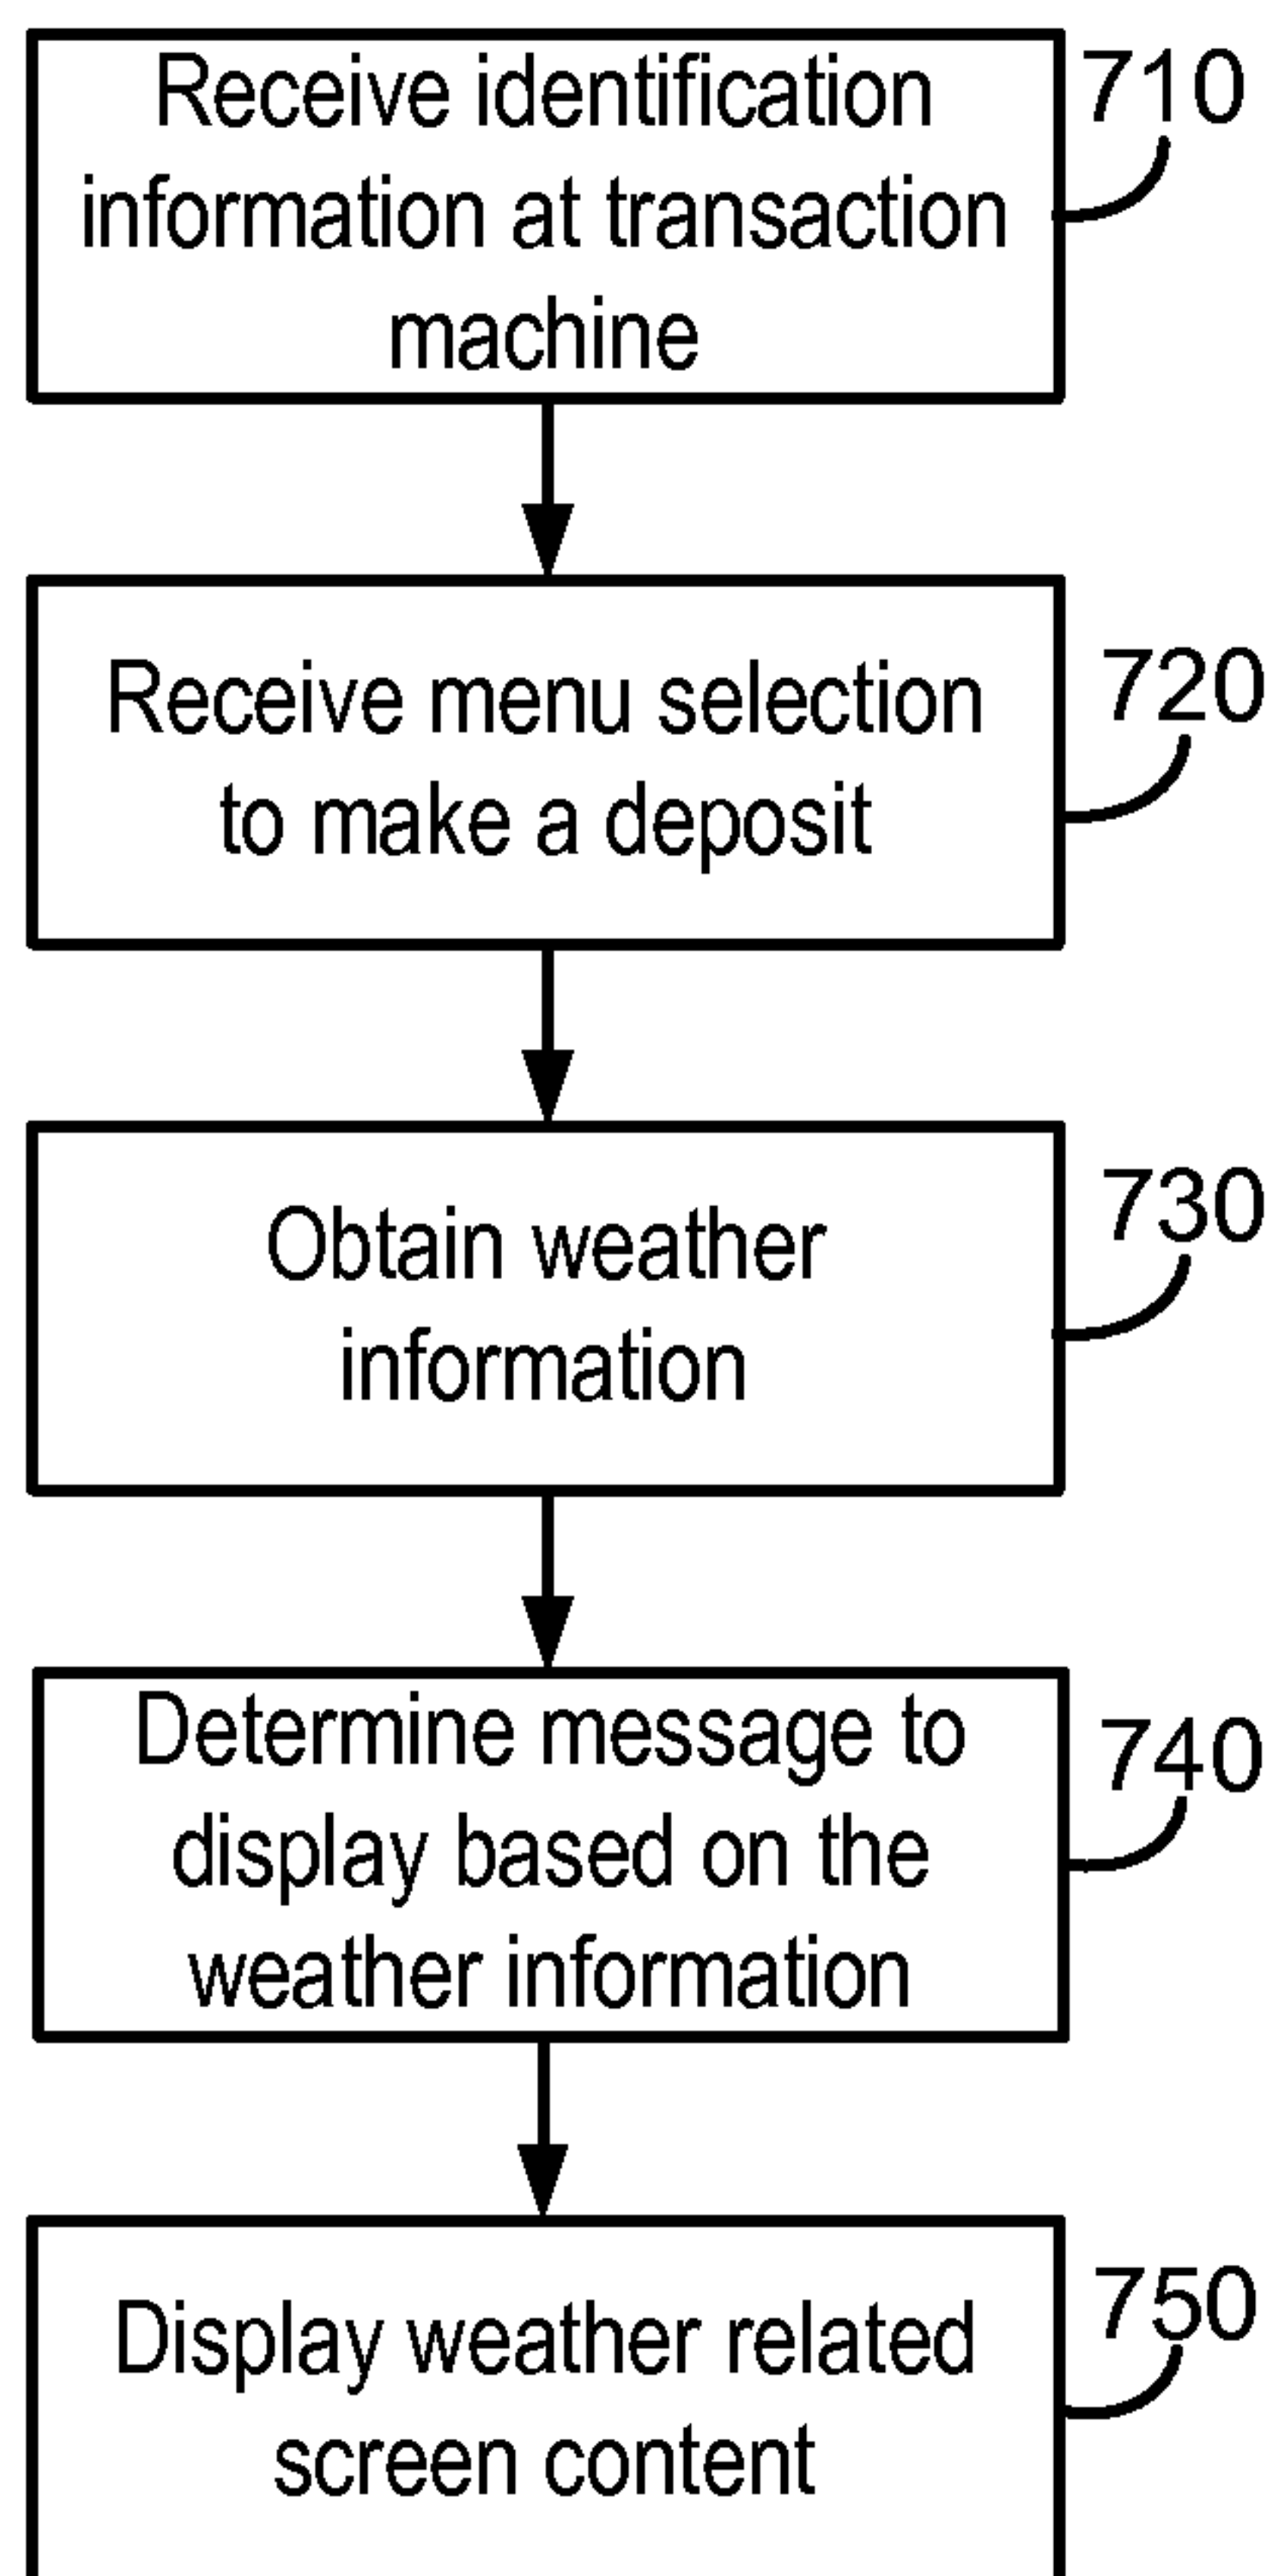 Receive identification
information at transaction
machine
710
Receive menu selection
to make a deposit
720
Obtain weather
information
730
Determine message to
display based on the
weather information
740
Display weather related
screen content
750